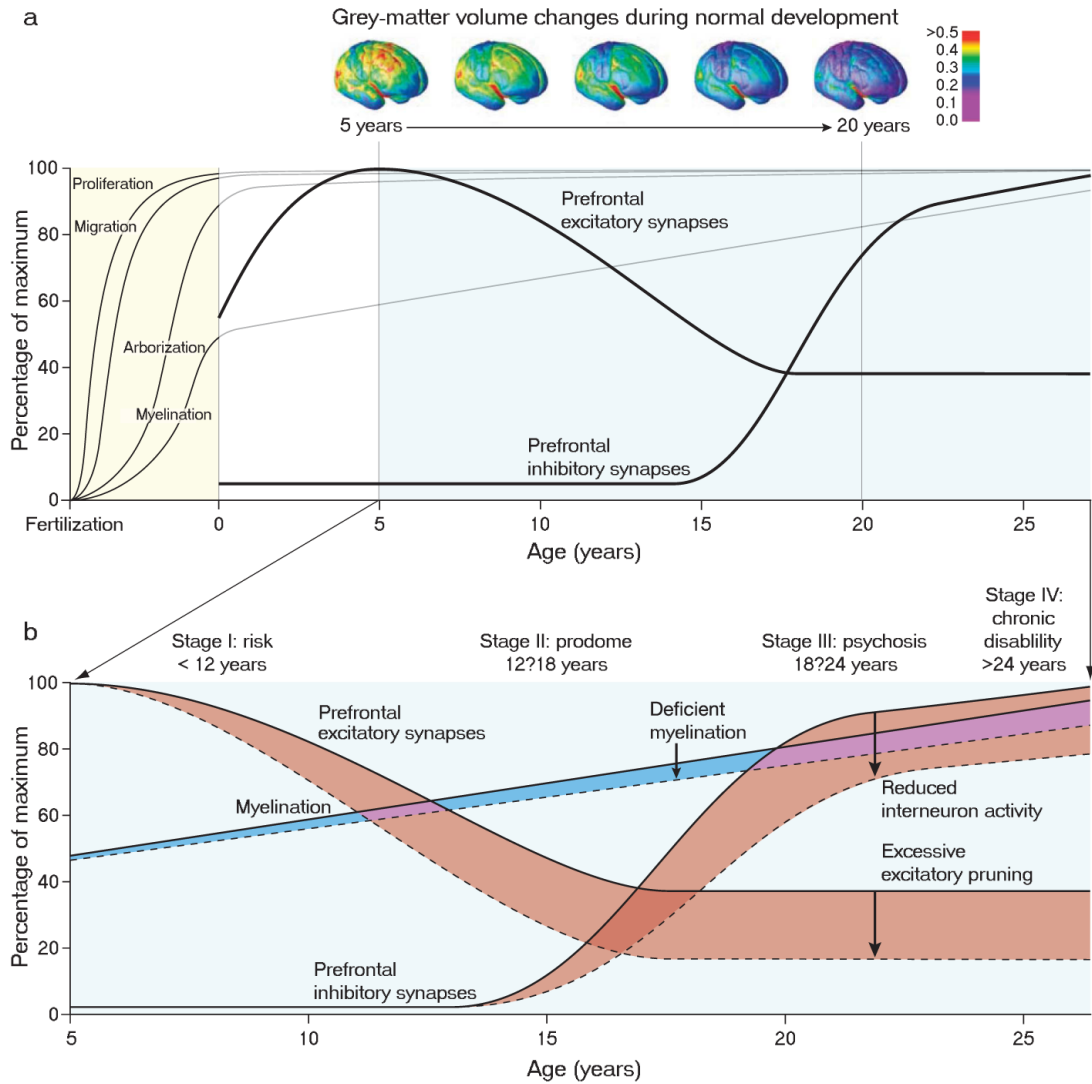 a
Grey-matter volume changes during normal development
>0.5
0.4
0.3
0.2
0.1
0.0
5 years
20 years
100
80
60
40
20
0
Percentage of maximum
Proliferation
Migration
Arborization
Myelination
Prefrontal
excitatory synapses
Prefrontal
inhibitory synapses
Fertilization
0
5
10
15
20
25
Age (years)
b
Stage I: risk
< 12 years
Stage II: prodome
12?18 years
Stage III: psychosis
18?24 years
Stage IV:
chronic
disablility
>24 years
100
80
60
40
20
0
Percentage of maximum
Prefrontal
excitatory synapses
Deficient
myelination
Myelination
Reduced
interneuron activity
Excessive
excitatory pruning
Prefrontal
inhibitory synapses
5
10
15
20
25
Age (years)